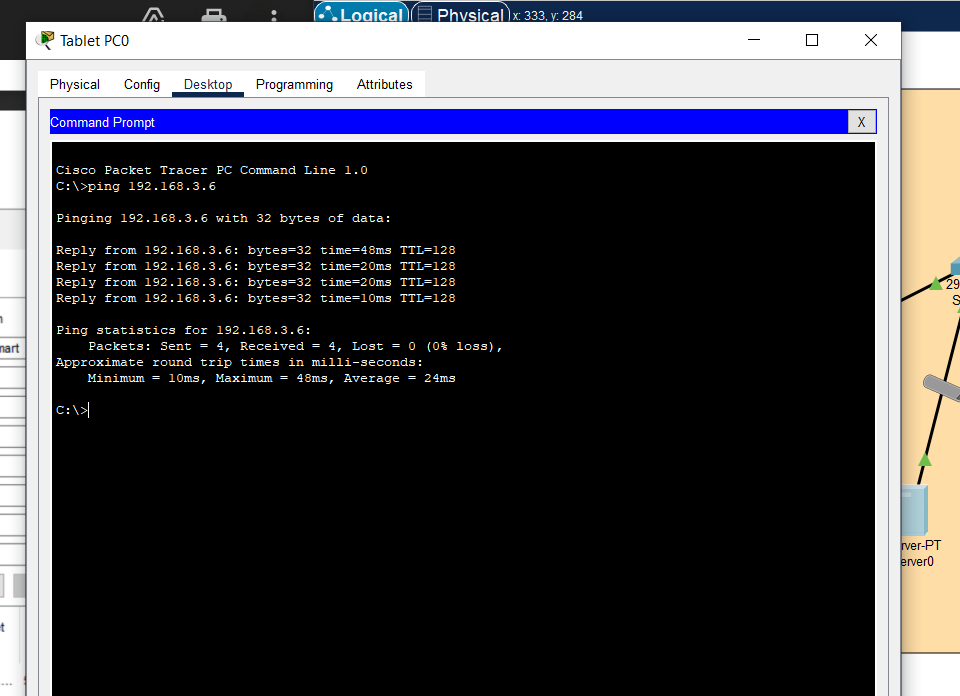 Logical Physical x: 333, y: 284
Tablet PC0
Physical Config Desktop Programming Attributes
Command Prompt X
Cisco Packet Tracer PC Command Line 1.0
C:\>ping 192.168.3.6
Pinging 192.168.3.6 with 32 bytes of data:
Reply from 192.168.3.6: bytes=32 time=48ms TTL=128
Reply from 192.168.3.6: bytes=32 time=20ms TTL=128
Reply from 192.168.3.6: bytes=32 time=20ms TTL=128
Reply from 192.168.3.6: bytes=32 time=10ms TTL=128
Ping statistics for 192.168.3.6:
Packets: Sent = 4, Received = 4, Lost = 0 (0% loss),
Approximate round trip times in milli-seconds:
Minimum = 10ms, Maximum = 48ms, Average = 24ms
C:\>
29
S
rver-PT
erver0